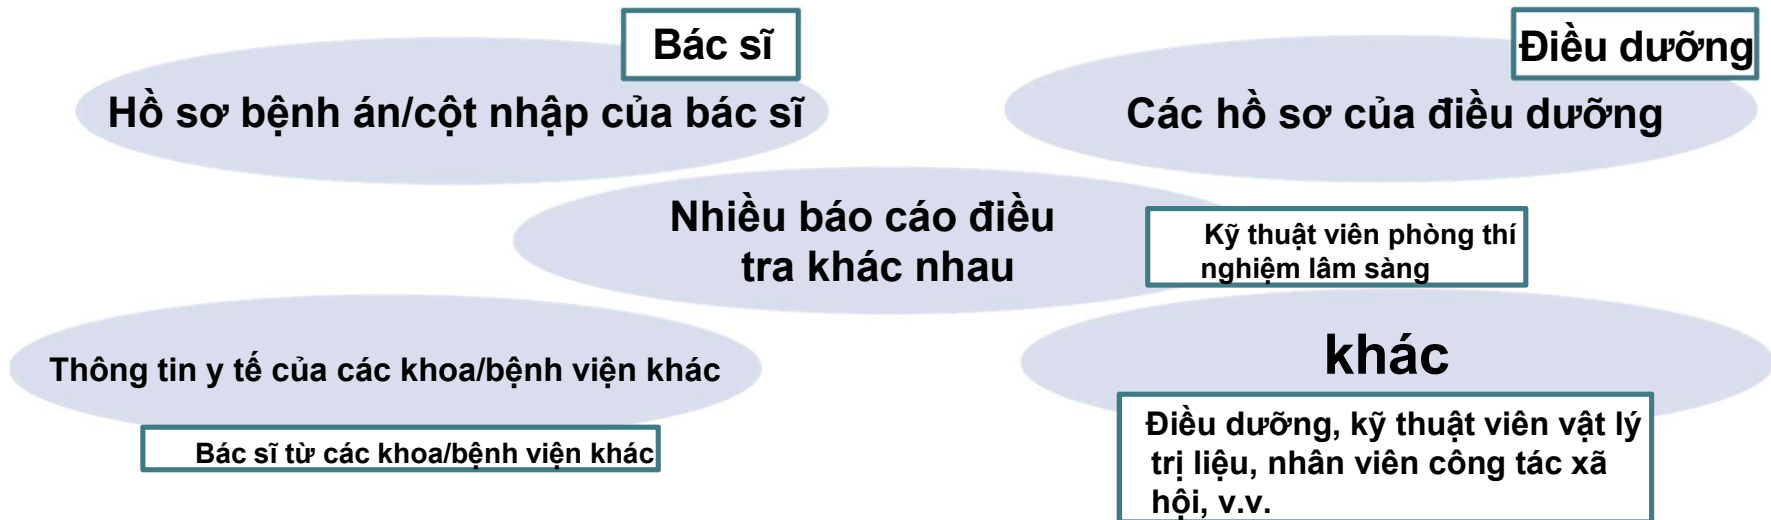 Bác sĩ
Hồ sơ bệnh án/cột nhập của bác sĩ
Điều dưỡng
Các hồ sơ của điều dưỡng
Nhiều báo cáo điều
tra khác nhau
Kỹ thuật viên phòng thí
nghiệm lâm sàng
Thông tin y tế của các khoa/bệnh viện khác
Bác sĩ từ các khoa/bệnh viện khác
khác
Điều dưỡng, kỹ thuật viên vật lý
trị liệu, nhân viên công tác xã
hội, v.v.